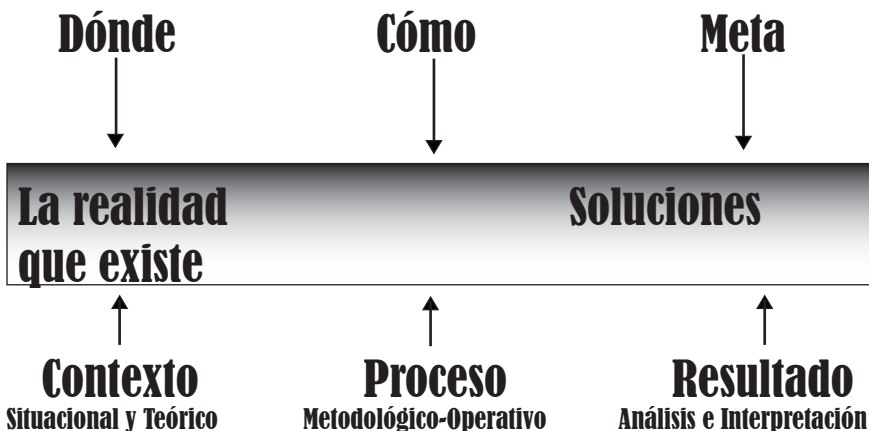 Dónde Cómo Meta
La realidad Soluciones
que existe
Contexto Proceso Resultado
Situacional y Teórico Metodológico-Operativo Análisis e Interpretación